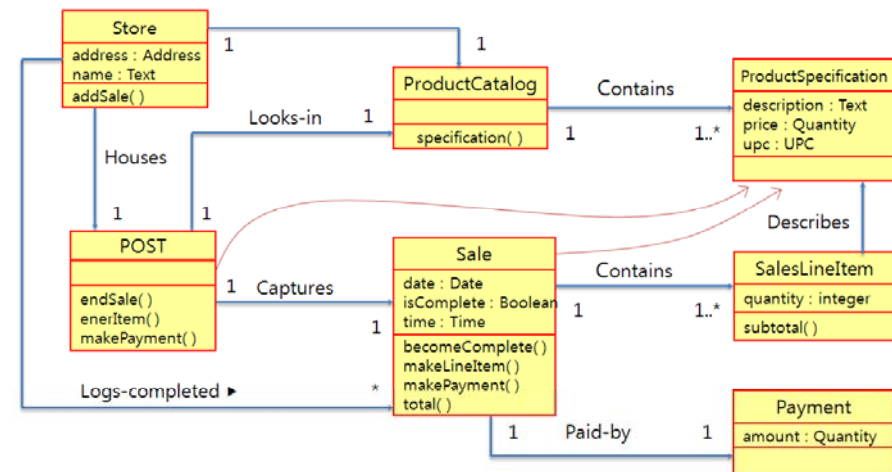 Store
address : Address
name : Text
addSale( )
1
1
ProductCatalog
specification( )
Contains
1
1..*
ProductSpecification
description : Text
price : Quantity
upc : UPC
Looks-in
1
Houses
1
1
POST
endSale( )
enerItem( )
makePayment( )
1
Captures
1
Sale
date : Date
isComplete : Boolean
time : Time
becomeComplete( )
makeLineItem( )
makePayment( )
total( )
Contains
1
1..*
Describes
SalesLineItem
quantity : integer
subtotal( )
Logs-completed ►
*
1
Paid-by
1
Payment
amount : Quantity